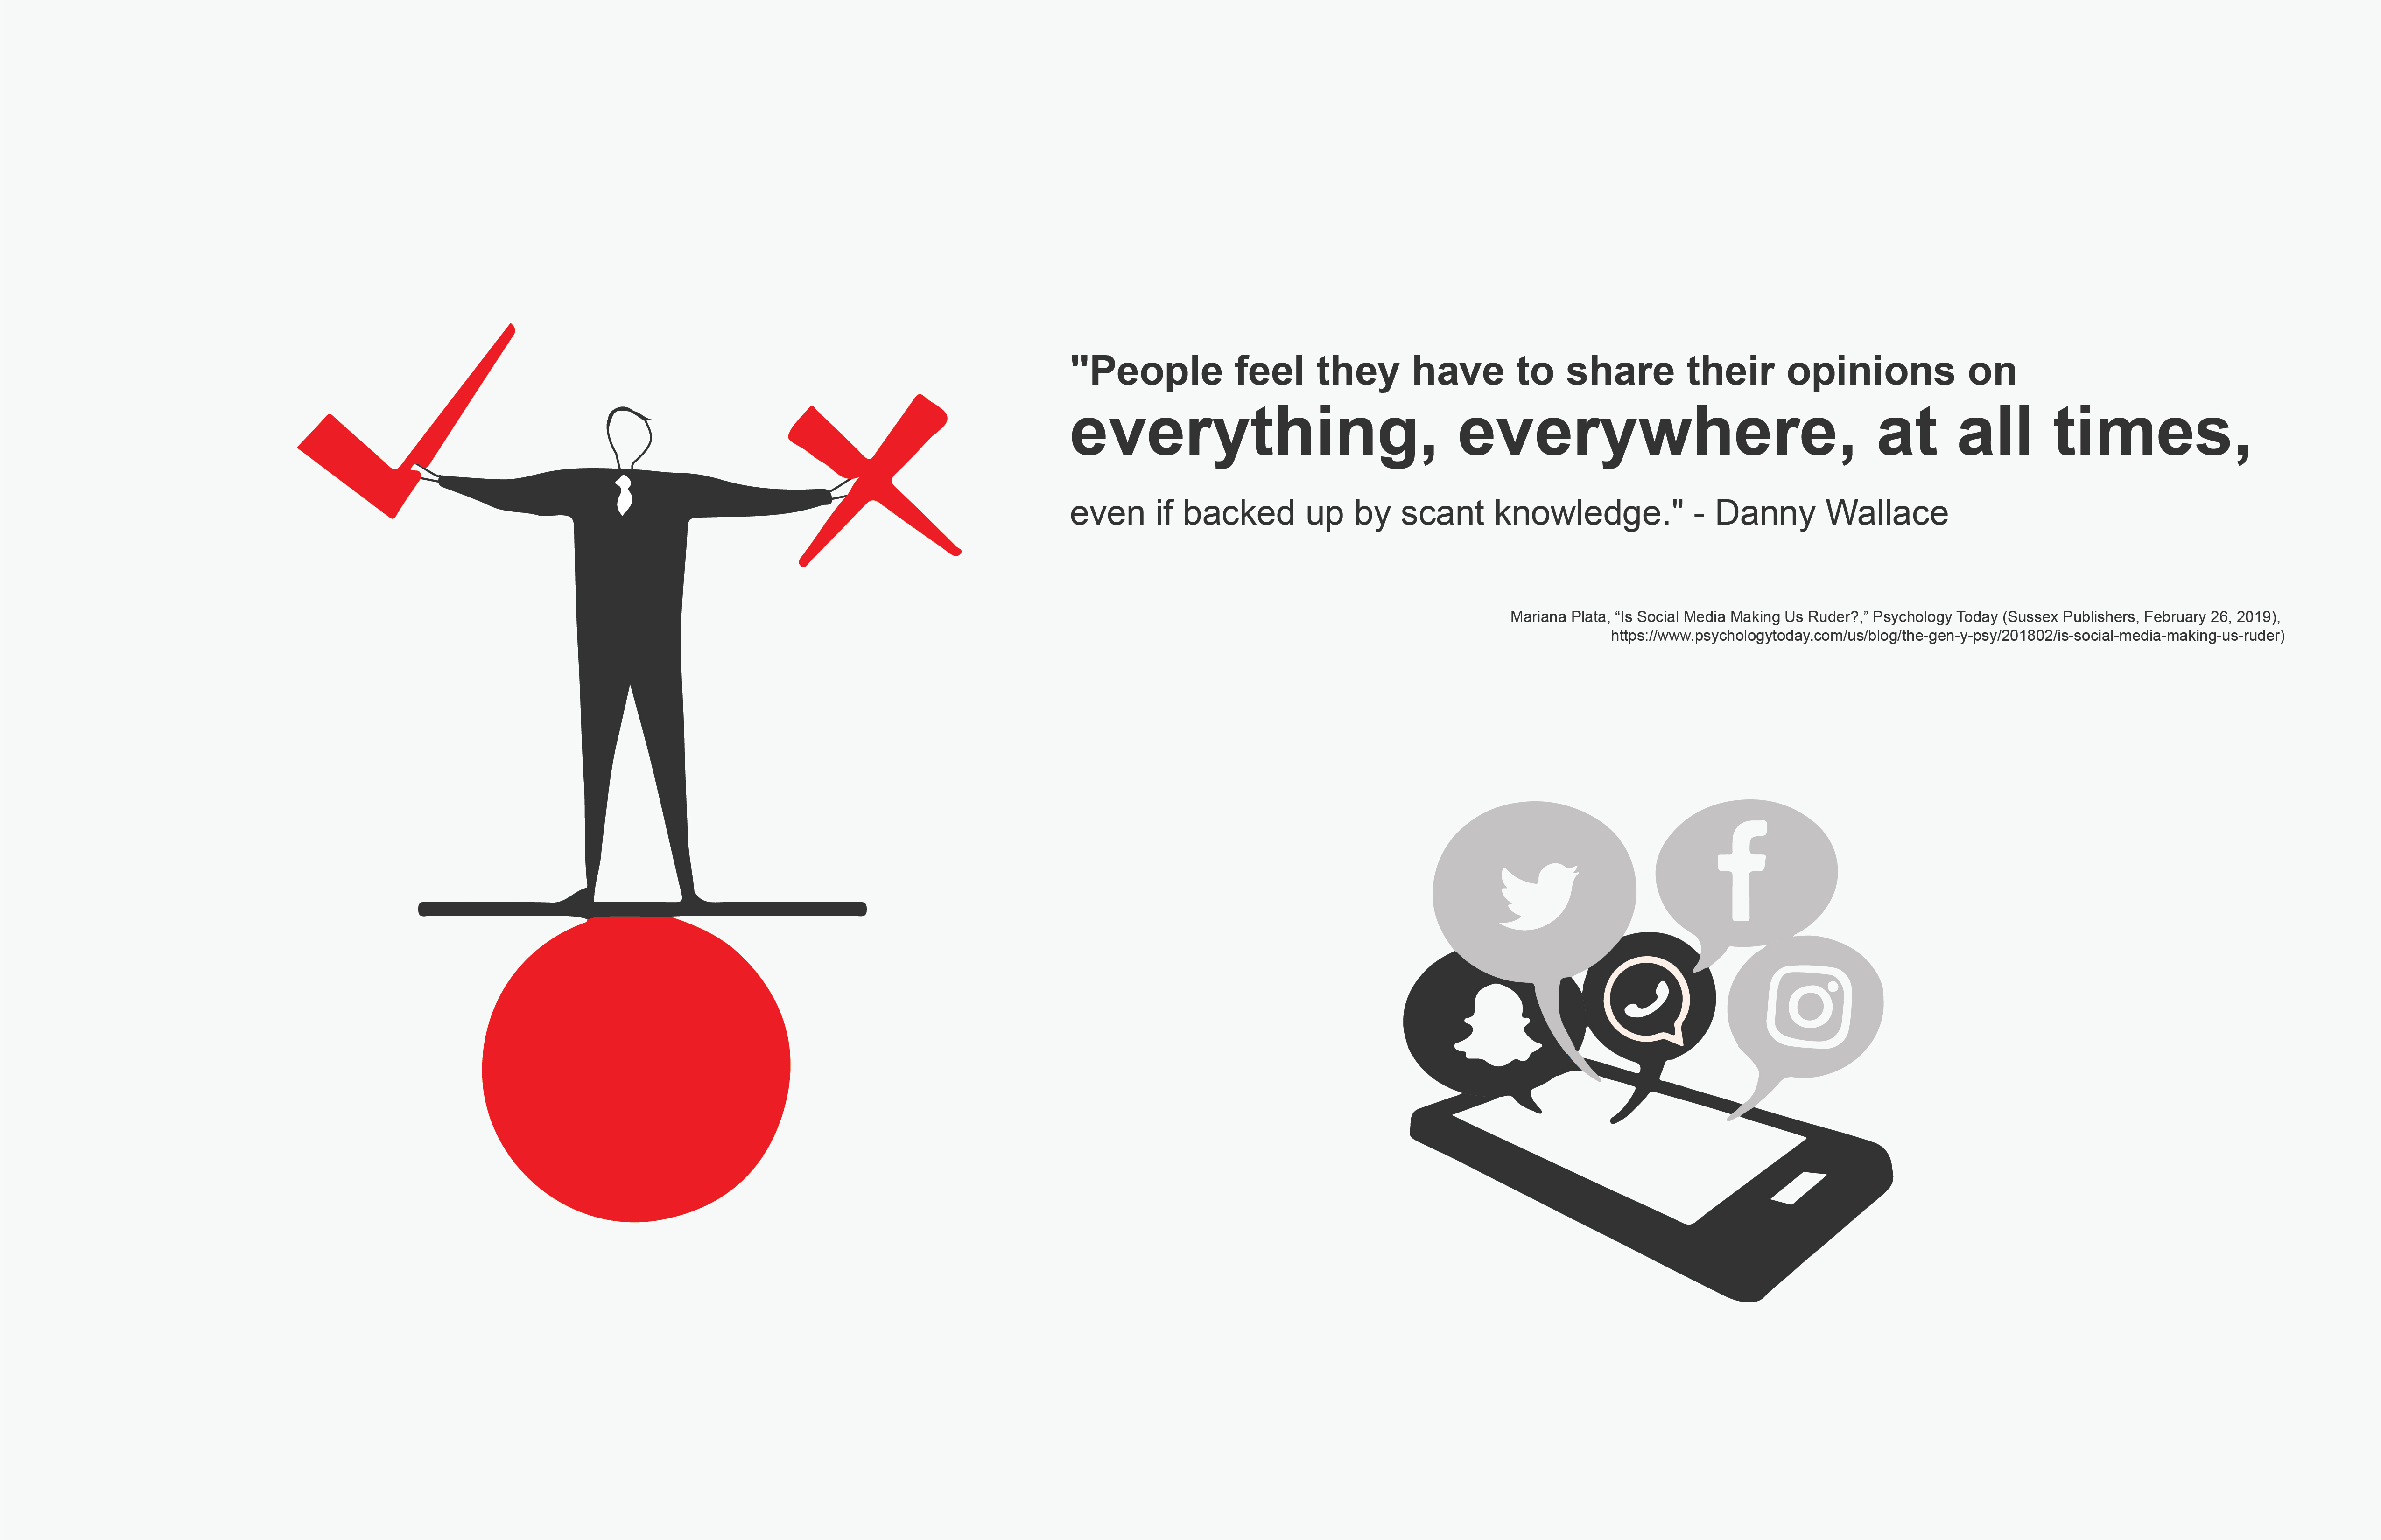 "People feel they have to share their opinions on
everything, everywhere, at all times,
even if backed up by scant knowledge." - Danny Wallace
Mariana Plata, “Is Social Media Making Us Ruder?,” Psychology Today (Sussex Publishers, February 26, 2019),
https://www.psychologytoday.com/us/blog/the-gen-y-psy/201802/is-social-media-making-us-ruder)